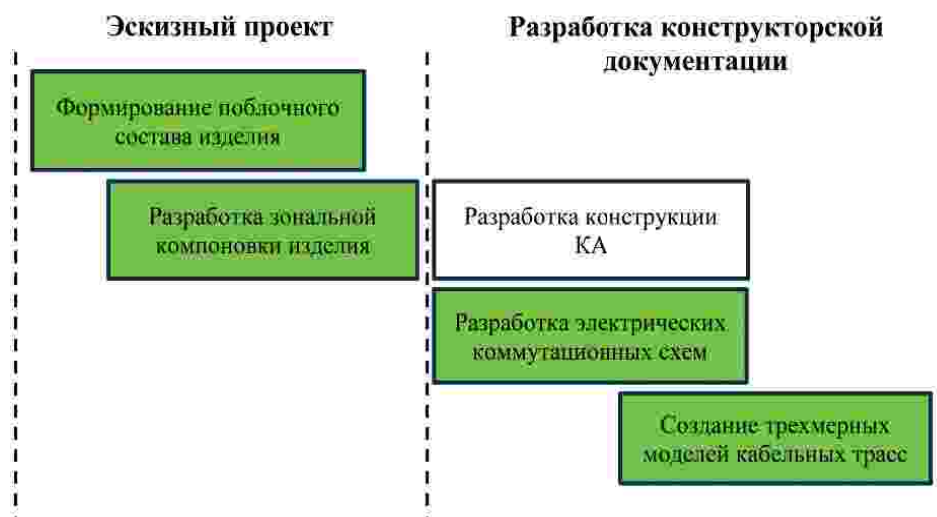 Эскизный проект
Разработка конструкторской
документации
Формирование поблочного
состава изделия
Разработка зональной
компоновки изделия
Разработка конструкции
КА
Разработка электрических
коммутационных схем
Создание трехмерных
моделей кабельных трасс